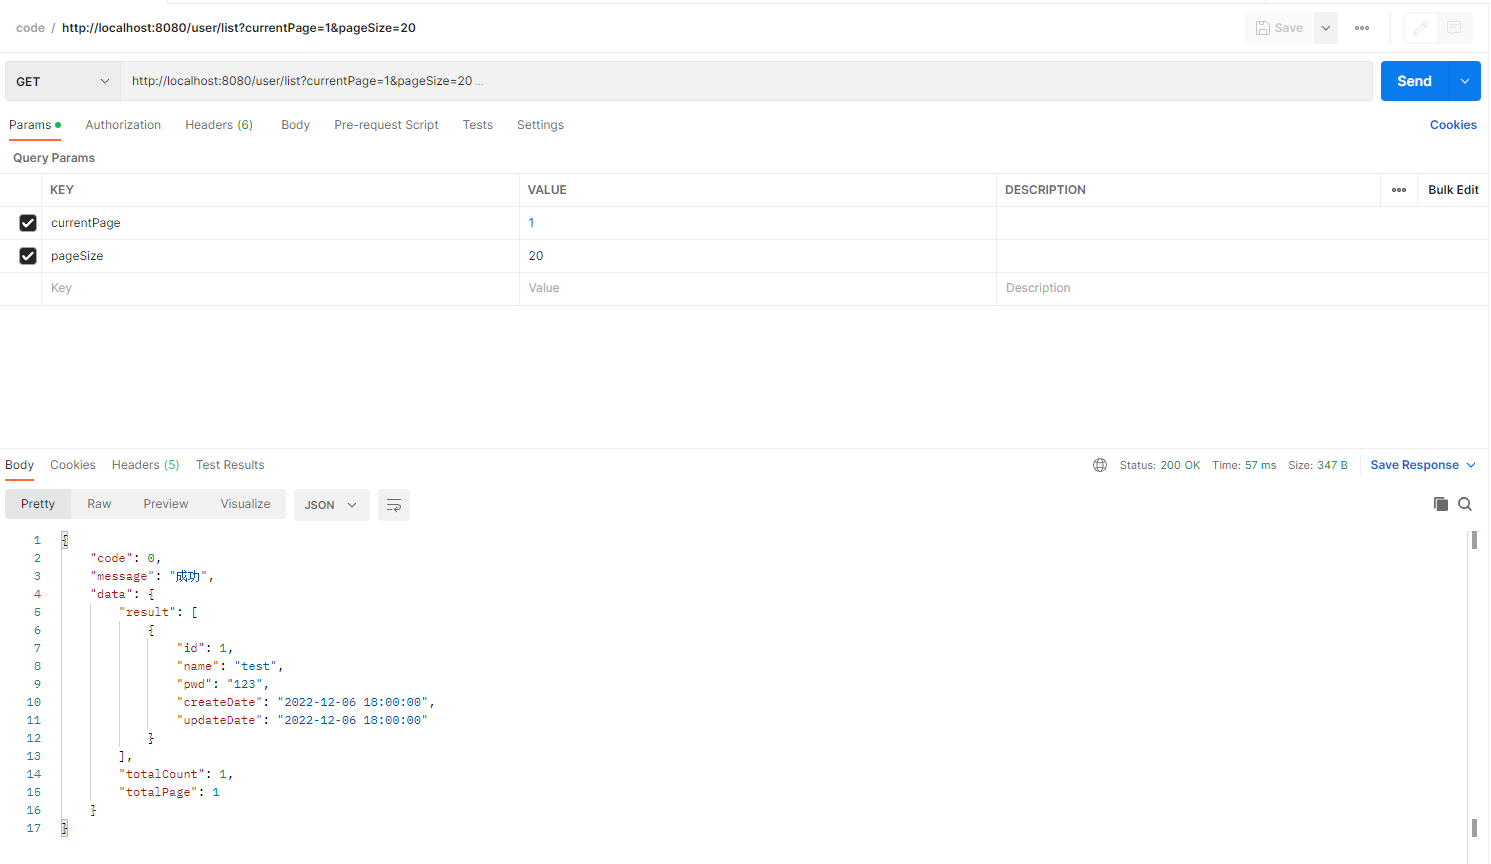 code / http://localhost:8080/user/list?currentPage=1&pageSize=20 Save
GET http://localhost:8080/user/list?currentPage=1&pageSize=20... Send
Params Authorization Headers (6) Body Pre-request Script Tests Settings Cookies
Query Params
KEY VALUE DESCRIPTION Bulk Edit
currentPage 1
pageSize 20
Key Value Description
Body Cookies Headers (5) Test Results Status: 200 OK Time: 57 ms Size: 347 B Save Response
Pretty Raw Preview Visualize JSON
1 {
2 "code": 0,
3 "message": "成功",
4 "data": {
5 "result": [
6 {
7 "id": 1,
8 "name": "test",
9 "pwd": "123",
10 "createDate": "2022-12-06 18:00:00",
11 "updateDate": "2022-12-06 18:00:00"
12 }
13 ],
14 "totalCount": 1,
15 "totalPage": 1
16 }
17 }